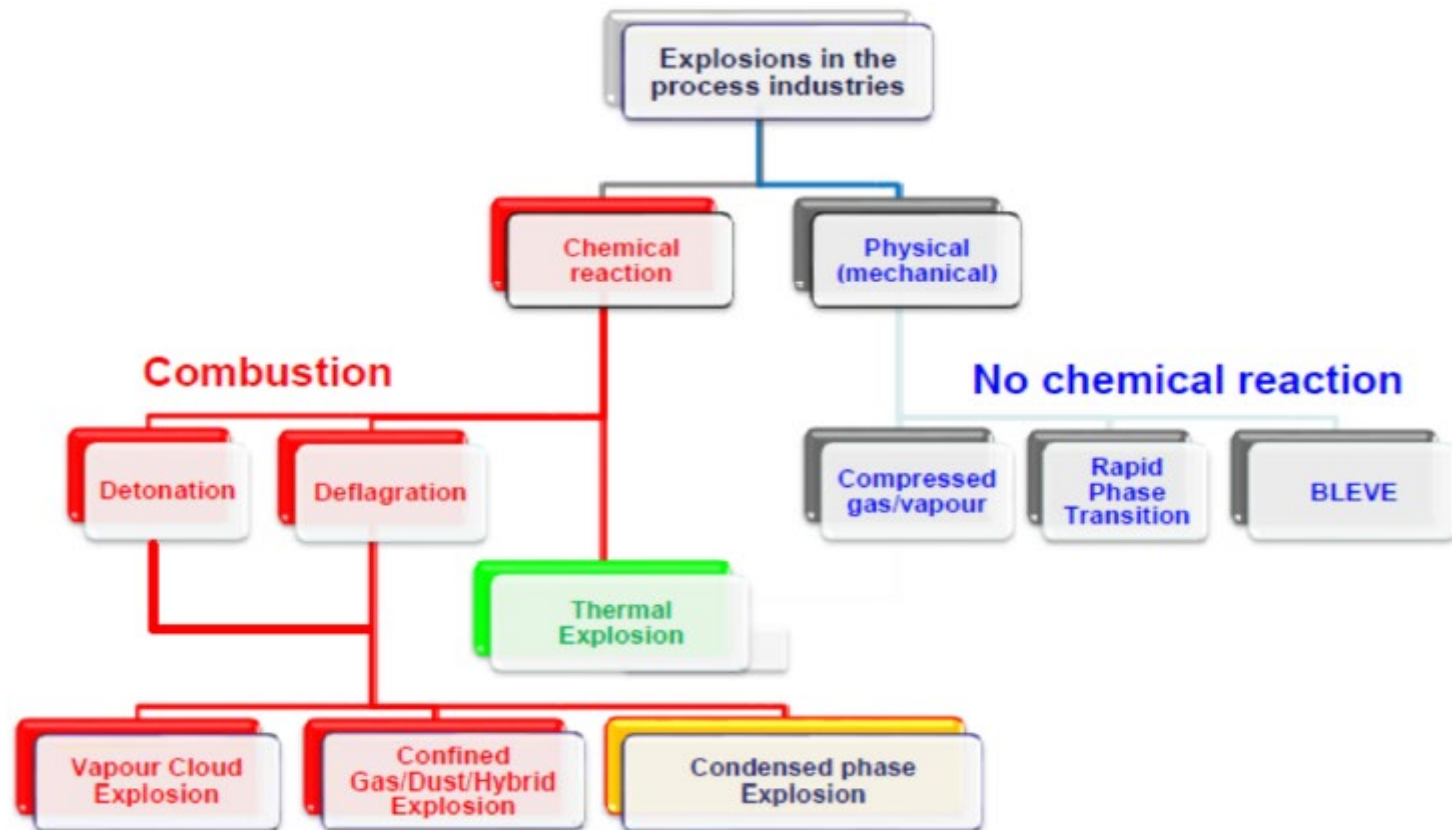 Explosions in the
process industries
Chemical
reaction
Physical
(mechanical)
Combustion
No chemical reaction
Detonation
Deflagration
Compressed
gas/vapour
Rapid
Phase
Transition
BLEVE
Thermal
Explosion
Vapour Cloud
Explosion
Confined
Gas/Dust/Hybrid
Explosion
Condensed phase
Explosion